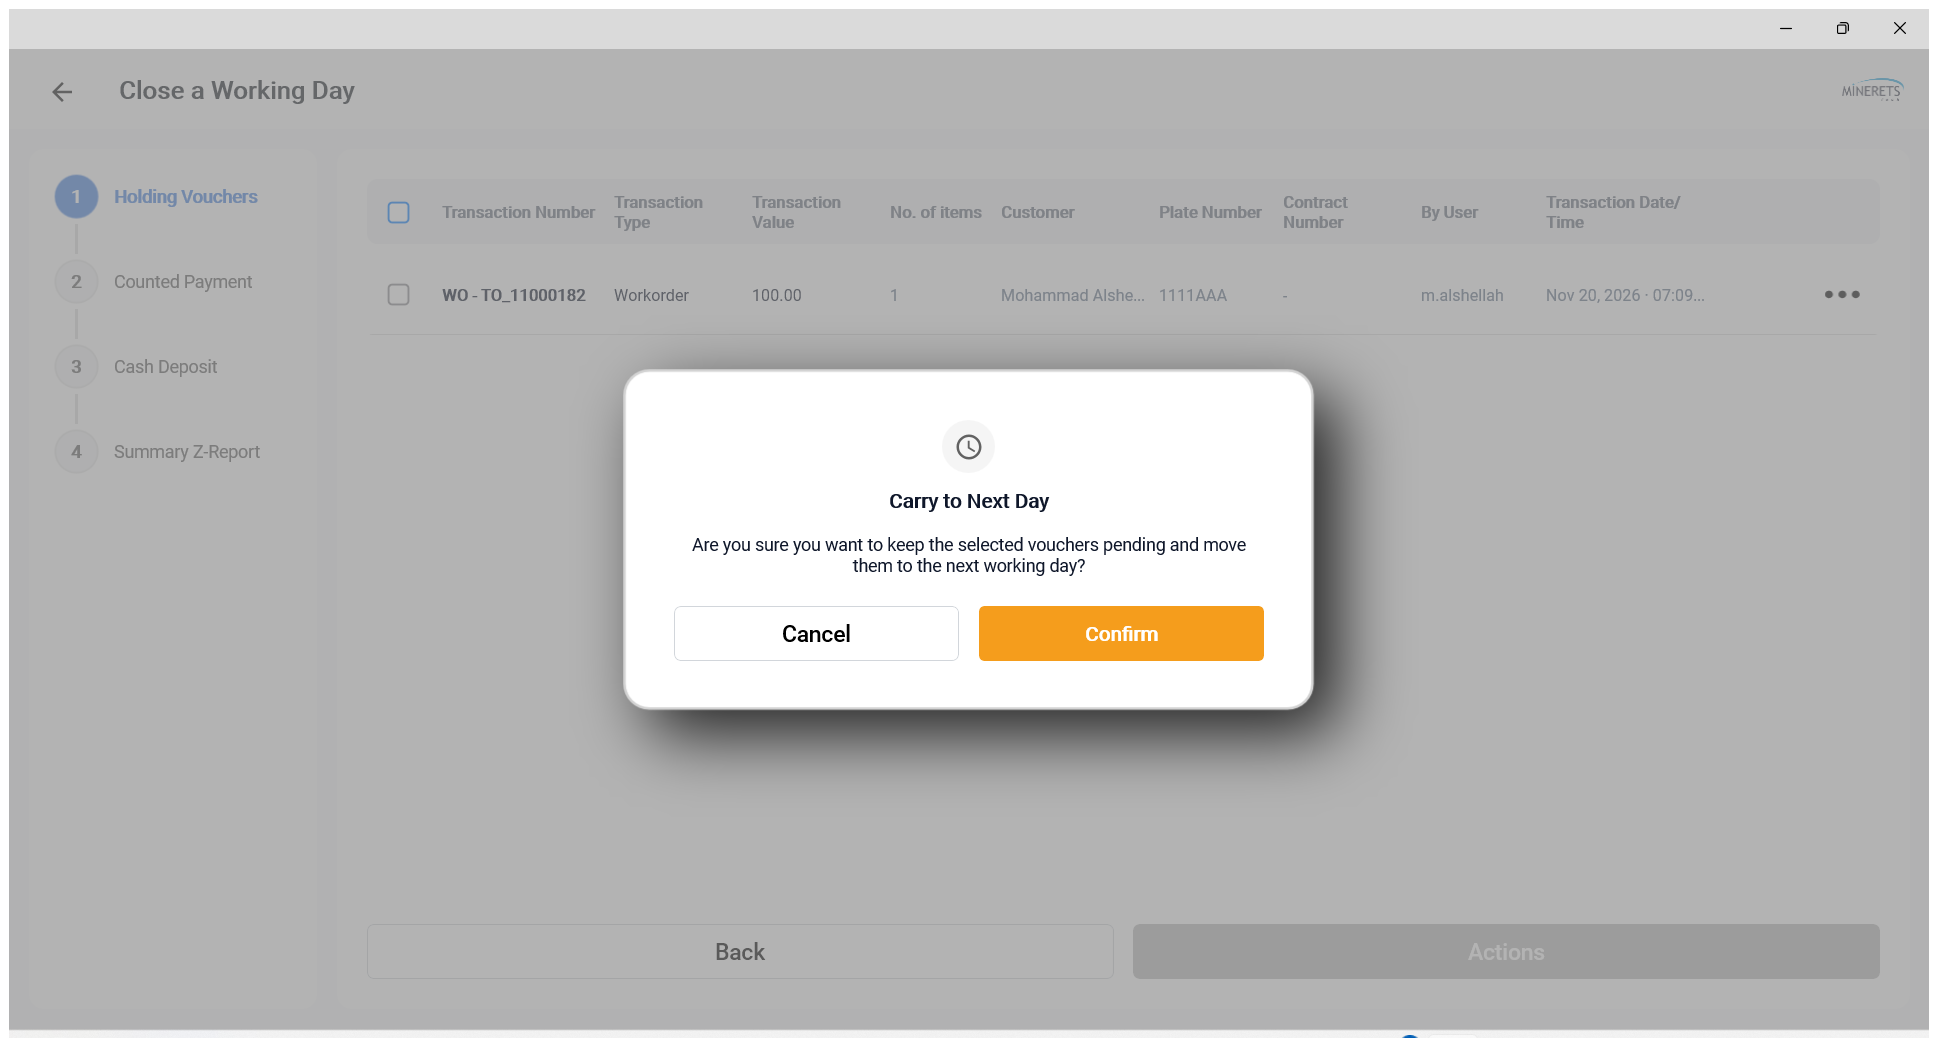 Close a Working Day
MINERETS
1
Holding Vouchers
2
Counted Payment
3
Cash Deposit
4
Summary Z-Report
Transaction Number
Transaction
Type
Transaction
Value
No. of items
Customer
Plate Number
Contract
Number
By User
Transaction Date/
Time
WO - TO_11000182
Workorder
100.00
1
Mohammad Alshe...
1111AAA
-
m.alshellah
Nov 20, 2026 · 07:09...
Carry to Next Day
Are you sure you want to keep the selected vouchers pending and move
them to the next working day?
Cancel
Confirm
Back
Actions